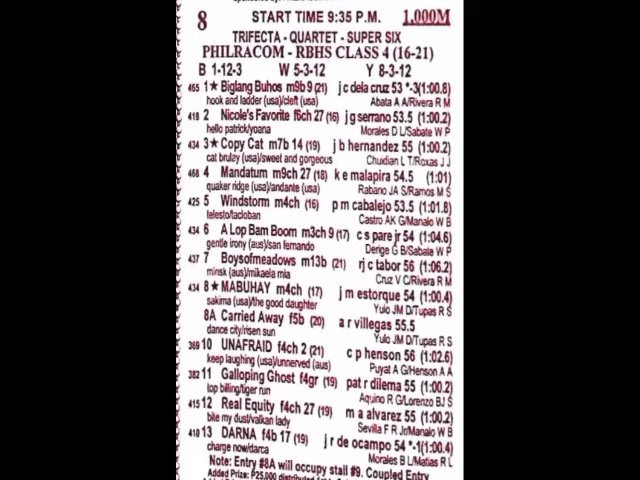 8 START TIME 9:35 P.M. 1,000M
TRIFECTA - QUARTET - SUPER SIX
PHILRACOM - RBHS CLASS 4 (16-21)
B 1-12-3 W 5-3-12 Y 8-3-12
465 1★Biglang Buhos m9b 9 (21) j c dela cruz 53 *-3(1:00.8)
hook and ladder (usa)/cleft (usa) Abata A A/Rivera R M
418 2 Nicole's Favorite f6ch 27 (16) j g serrano 53.5 (1:00.2)
hello patrick/yoana Morales D L/Sabate W P
434 3★Copy Cat m7b 14 (19) j b hernandez 55 (1:00.2)
cat bruley (usa)/sweet and gorgeous Chuidian L T/Roxas J J
468 4 Mandatum m9ch 27 (18) k e malapira 54.5 (1:01)
quaker ridge (usa)/andante (usa) Rabano JA S/Ramos M S
425 5 Windstorm m4ch (16) p m cabalejo 53.5 (1:01.8)
telesto/tacloban Castro AK G/Manalo W B
434 6 A Lop Bam Boom m3ch 9 (17) c s pare jr 54 (1:04.6)
gentle irony (aus)/san fernando Derige G B/Sabate W P
437 7 Boysofmeadows m13b (21) rj c tabor 56 (1:06.2)
minsk (aus)/mikaela mia Cruz V C/Rivera R M
434 8★MABUHAY m4ch (17) j m estorque 54 (1:00.4)
sakima (usa)/the good daughter Yulo JM D/Tupas R S
8A Carried Away f5b (20) a r villegas 55.5
dance city/risen sun Yulo JM D/Tupas R S
369 10 UNAFRAID f4ch 2 (21) c p henson 56 (1:02.6)
keep laughing (usa)/unnerved (aus) Puyat A G/Henson A A
382 11 Galloping Ghost f4gr (19) pat r dilema 55 (1:00.2)
top billing/tiger run Aquino R G/Lorenzo BJ S
415 12 Real Equity f4ch 27 (19) m a alvarez 55 (1:00.2)
bite my dust/valkan lady Sevilla F R Jr/Manalo W B
410 13 DARNA f4b 17 (19) j r de ocampo 54 *-1(1:00.4)
charge now/darca Morales B L/Matias R L
Note: Entry #8A will occupy stall #9. Coupled Entry
Added Prize: P25,000 distributed